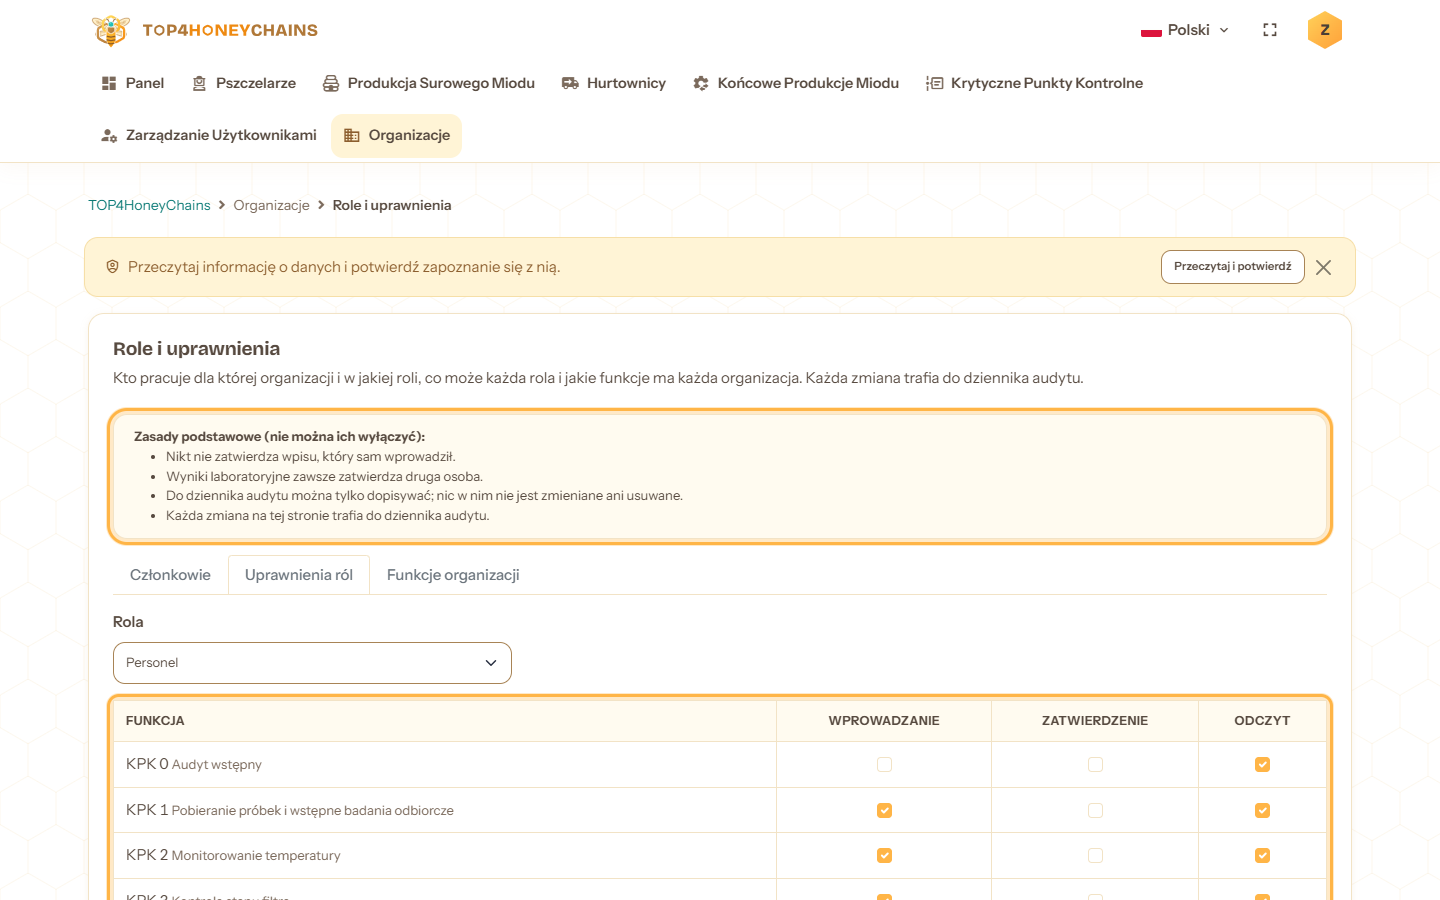 TOP4HONEYCHAINS
Polski
Z
Panel
Pszczelarze
Produkcja Surowego Miodu
Hurtownicy
Końcowe Produkcje Miodu
Krytyczne Punkty Kontrolne
Zarządzanie Użytkownikami
Organizacje
TOP4HoneyChains > Organizacje > Role i uprawnienia
Przeczytaj informację o danych i potwierdź zapoznanie się z nią.
Przeczytaj i potwierdź
Role i uprawnienia
Kto pracuje dla której organizacji i w jakiej roli, co może każda rola i jakie funkcje ma każda organizacja. Każda zmiana trafia do dziennika audytu.
Zasady podstawowe (nie można ich wyłączyć):
• Nikt nie zatwierdza wpisu, który sam wprowadził.
• Wyniki laboratoryjne zawsze zatwierdza druga osoba.
• Do dziennika audytu można tylko dopisywać; nic w nim nie jest zmieniane ani usuwane.
• Każda zmiana na tej stronie trafia do dziennika audytu.
Członkowie
Uprawnienia ról
Funkcje organizacji
Rola
Personel
FUNKCJA WPROWADZANIE ZATWIERDZENIE ODCZYT
KPK 0 Audyt wstępny
KPK 1 Pobieranie próbek i wstępne badania odbiorcze
KPK 2 Monitorowanie temperatury